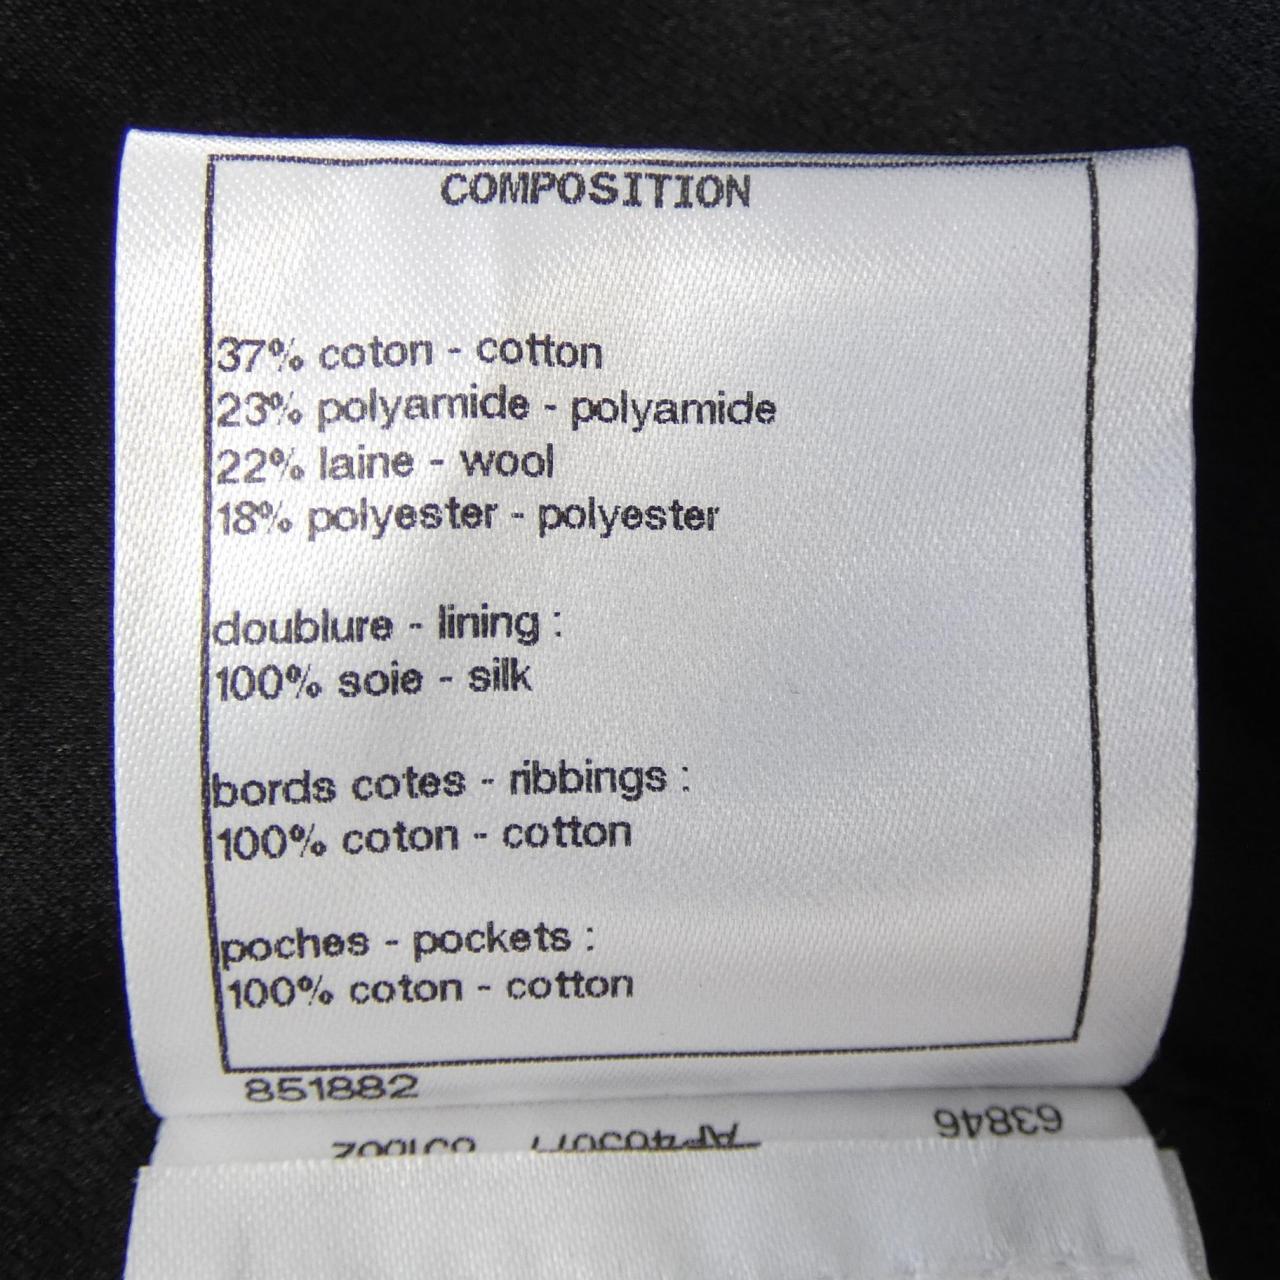 COMPOSITION
37% coton - cotton
23% polyamide - polyamide
22% laine - wool
18% polyester - polyester
doublure - lining :
100% soie - silk
bords cotes - ribbings :
100% coton - cotton
poches - pockets :
100% coton - cotton
851882
63846